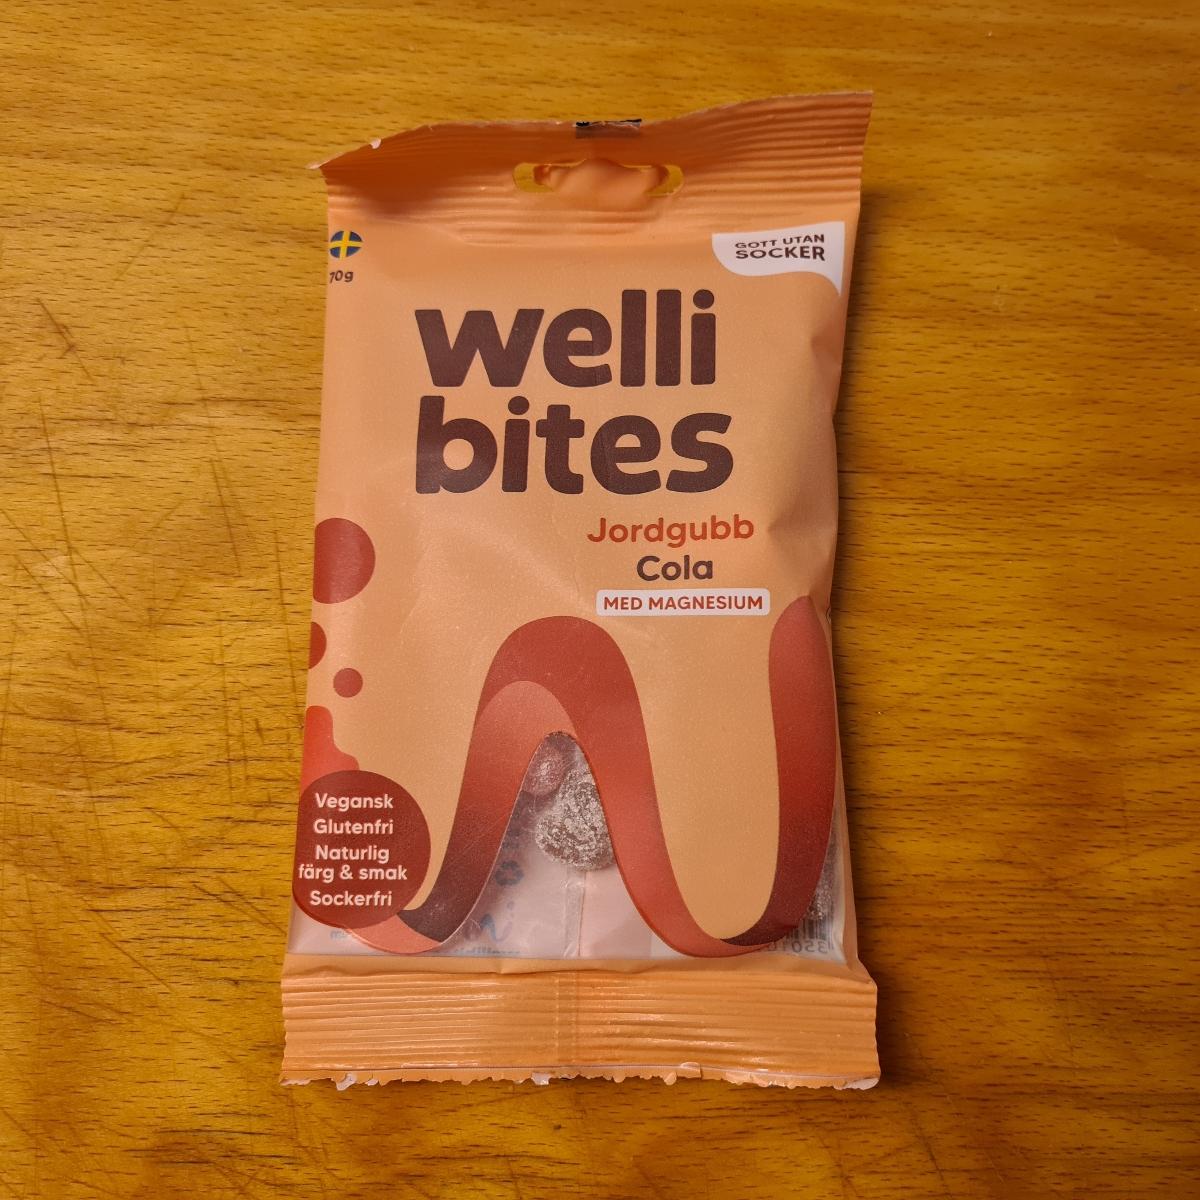 70g
GOTT UTAN
SOCKER
welli
bites
Jordgubb
Cola
MED MAGNESIUM
Vegansk
Glutenfri
Naturlig
färg & smak
Sockerfri